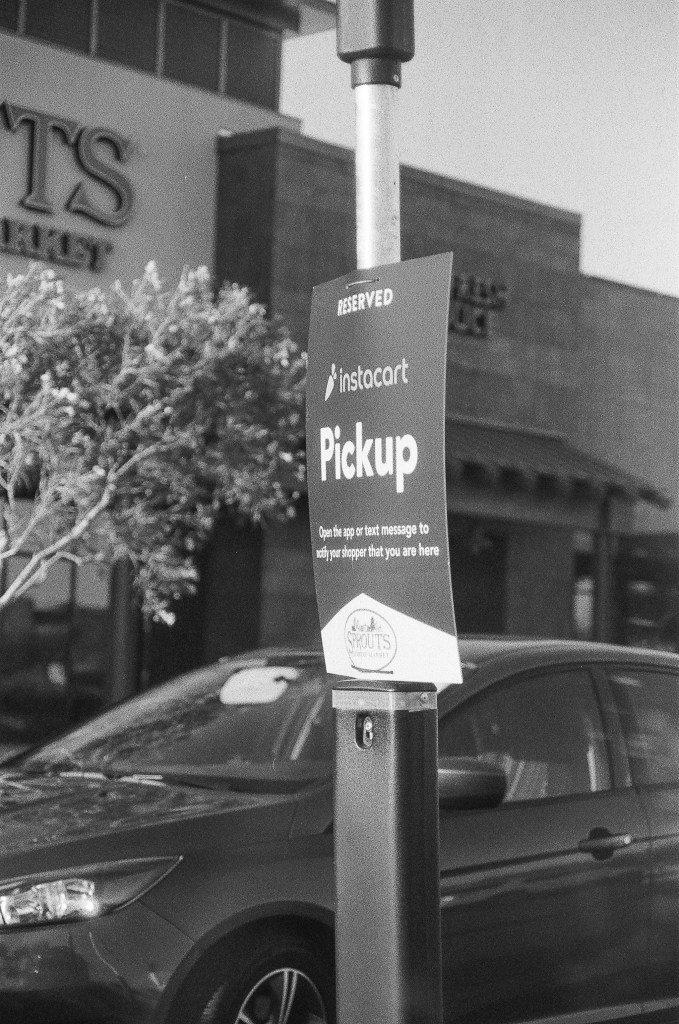 TS
RKET
RESERVED
instacart
Pickup
Open the app or text message to
notify your shopper that you are here
SPROUTS